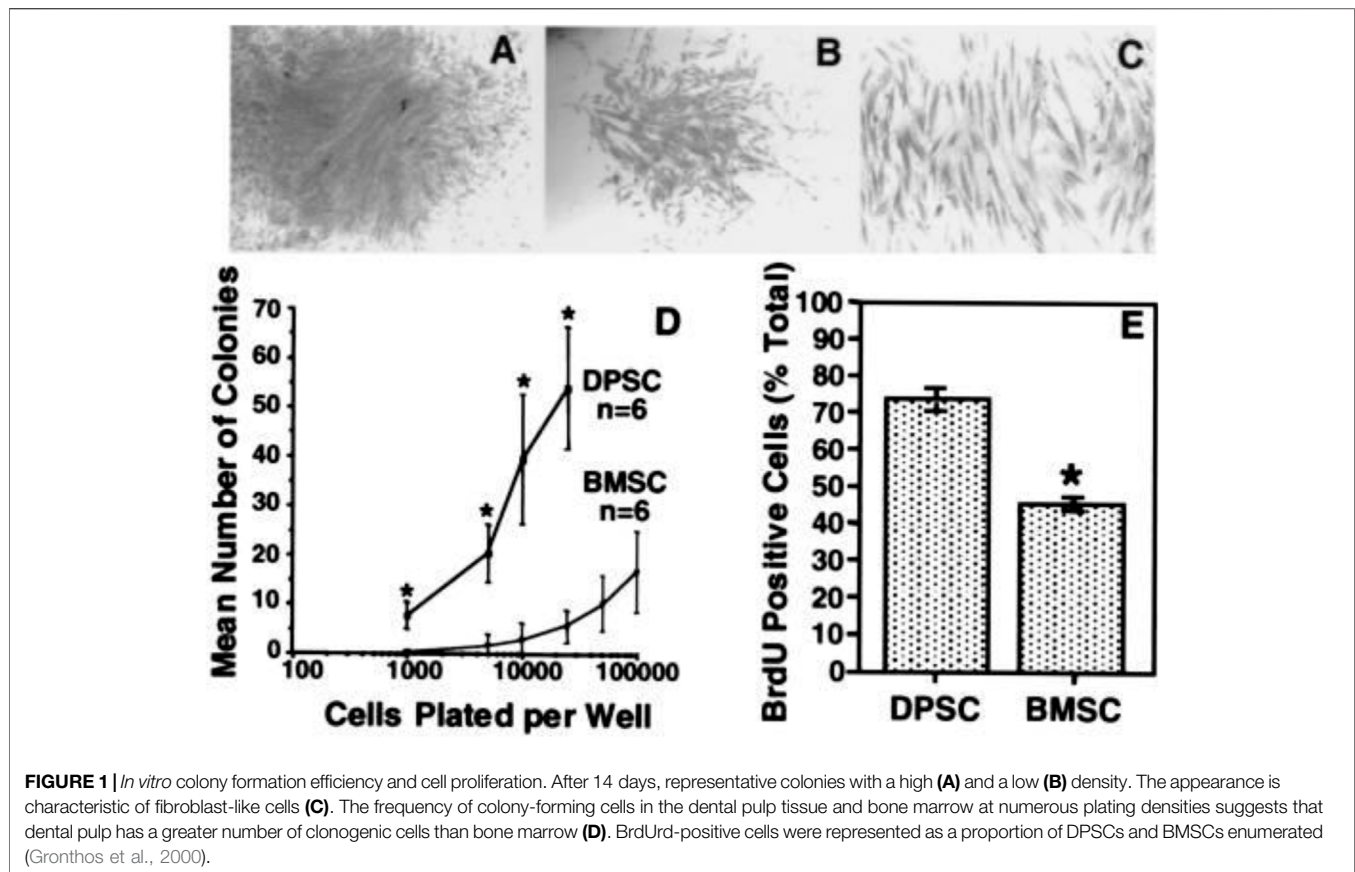 A
B
C
Mean Number of Colonies
70
60
50
40
30
20
10
0
100
1000
10000
100000
Cells Plated per Well
D
*
*
*
*
DPSC
n=6
BMSC
n=6
BrdU Positive Cells (% Total)
100
90
80
70
60
50
40
30
20
10
0
E
*
DPSC
BMSC
FIGURE 1 | In vitro colony formation efficiency and cell proliferation. After 14 days, representative colonies with a high (A) and a low (B) density. The appearance is
characteristic of fibroblast-like cells (C). The frequency of colony-forming cells in the dental pulp tissue and bone marrow at numerous plating densities suggests that
dental pulp has a greater number of clonogenic cells than bone marrow (D). BrdUrd-positive cells were represented as a proportion of DPSCs and BMSCs enumerated
(Gronthos et al., 2000).